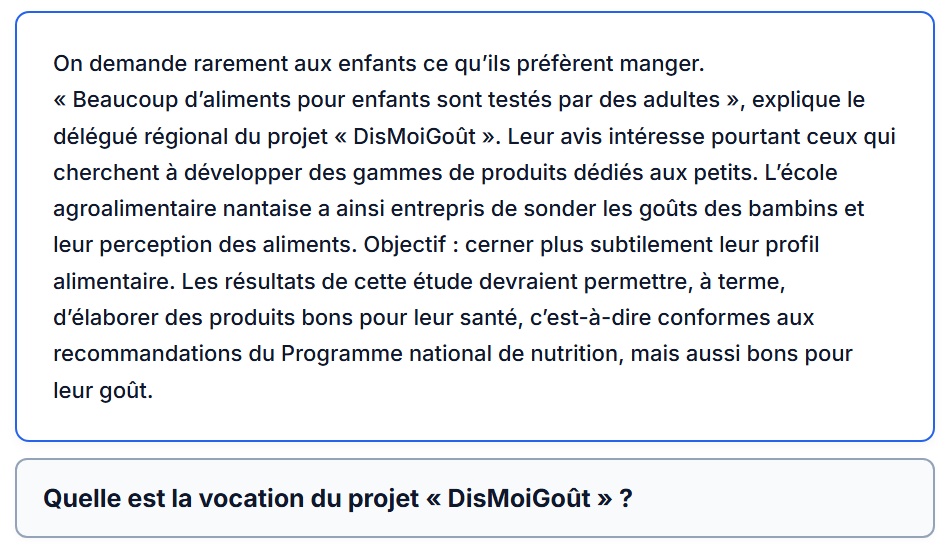 On demande rarement aux enfants ce qu’ils préfèrent manger.
« Beaucoup d’aliments pour enfants sont testés par des adultes », explique le
délégué régional du projet « DisMoiGoût ». Leur avis intéresse pourtant ceux qui
cherchent à développer des gammes de produits dédiés aux petits. L’école
agroalimentaire nantaise a ainsi entrepris de sonder les goûts des bambins et
leur perception des aliments. Objectif : cerner plus subtilement leur profil
alimentaire. Les résultats de cette étude devraient permettre, à terme,
d’élaborer des produits bons pour leur santé, c’est-à-dire conformes aux
recommandations du Programme national de nutrition, mais aussi bons pour
leur goût.
Quelle est la vocation du projet « DisMoiGoût » ?